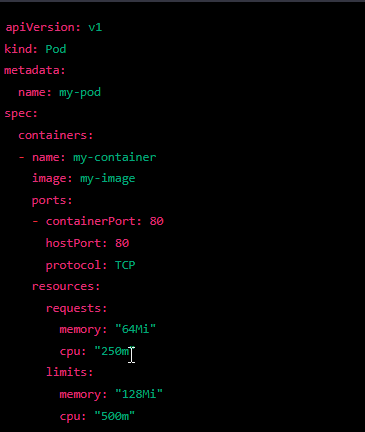 apiVersion: v1
kind: Pod
metadata:
  name: my-pod
spec:
  containers:
  - name: my-container
    image: my-image
    ports:
    - containerPort: 80
      hostPort: 80
      protocol: TCP
    resources:
      requests:
        memory: "64Mi"
        cpu: "250m"
      limits:
        memory: "128Mi"
        cpu: "500m"